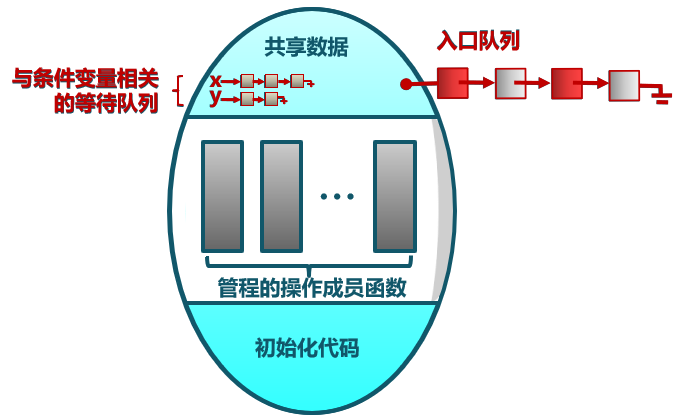 共享数据
入口队列
与条件变量相关
的等待队列
x
y
...
管程的操作成员函数
初始化代码